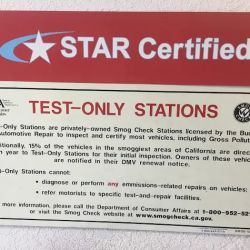 STAR Certified
TEST-ONLY STATIONS
-Only Stations are privately-owned Smog Check Stations licensed by the Bur
Automotive Repair to inspect and certify most vehicles, including Gross Pollut
itionally, 15% of the vehicles in the smoggiest areas of California are direc
year to Test-Only Stations for their initial inspection. Owners of these vehic
are notified in their DMV renewal notice.
-Only Stations cannot:
• diagnose or perform any emmissions-related repairs on vehicles;
• refer motorists to specific test-and-repair facilities.
more information, please call the Department of Consumer Affairs at 1-800-952-52
or visit the Smog Check website at www.smogcheck.ca.gov.